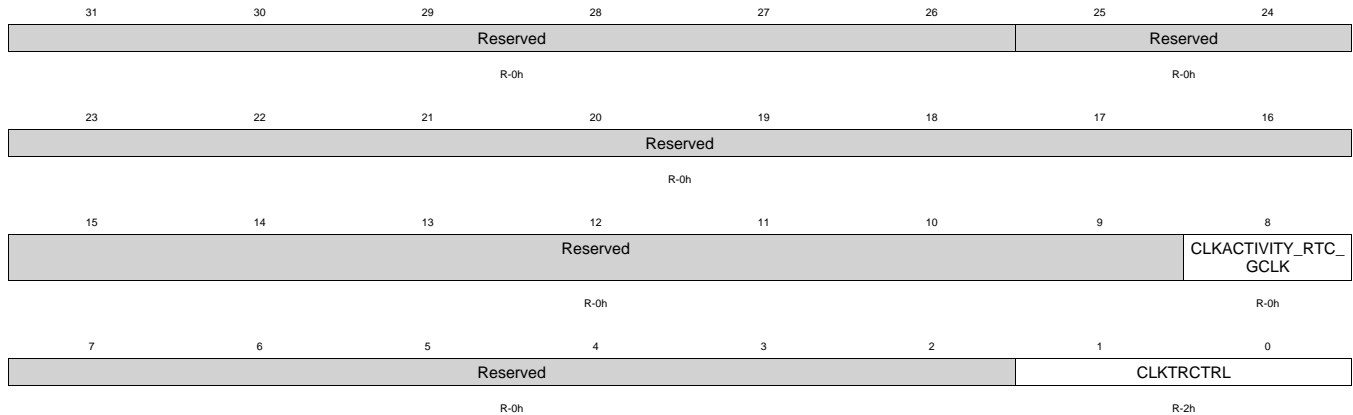 31 30 29 28 27 26 25 24
Reserved Reserved
R-0h R-0h
23 22 21 20 19 18 17 16
Reserved
R-0h
15 14 13 12 11 10 9 8
Reserved CLKACTIVITY_RTC_
GCLK
R-0h R-0h
7 6 5 4 3 2 1 0
Reserved CLKTRCTRL
R-0h R-2h